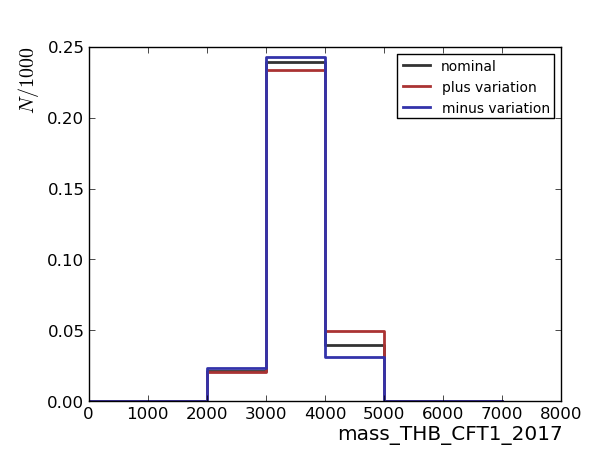 N/1000
nominal
plus variation
minus variation
0.25
0.20
0.15
0.10
0.05
0.00
0 1000 2000 3000 4000 5000 6000 7000 8000
mass_THB_CFT1_2017